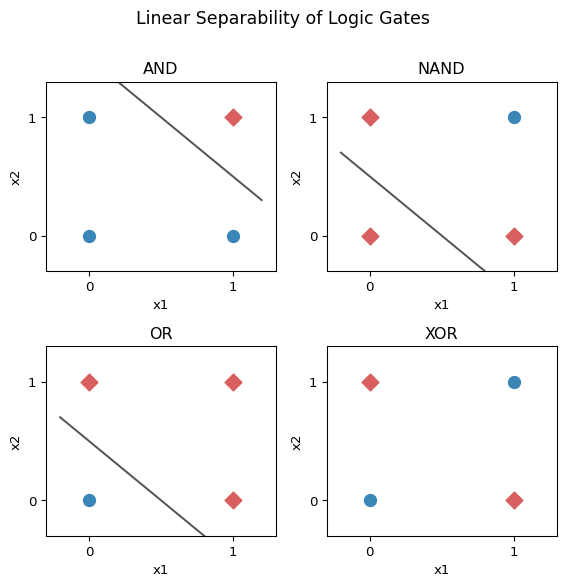 Linear Separability of Logic Gates
AND
1
0
x2
0 1
x1
NAND
1
0
x2
0 1
x1
OR
1
0
x2
0 1
x1
XOR
1
0
x2
0 1
x1